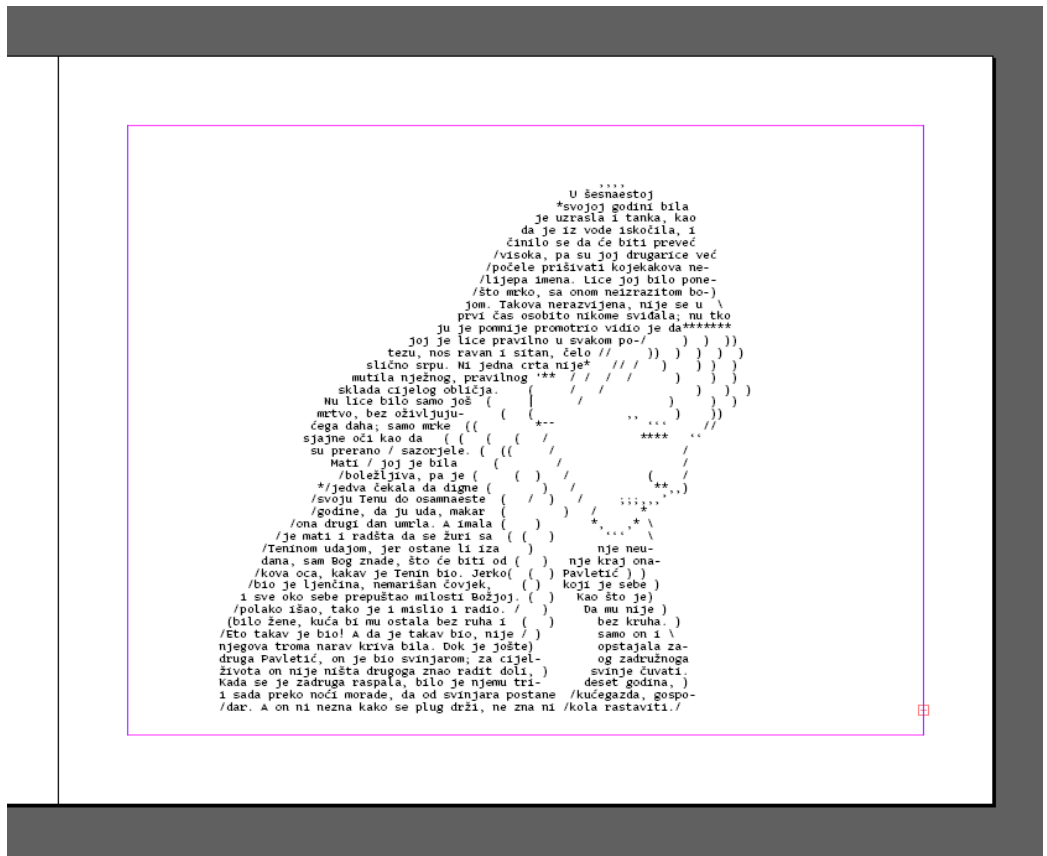 ,,,,
U šesnaestoj
*svojoj godini bila
je uzrasla i tanka, kao
da je iz vode iskočila, i
činilo se da će biti preveć
/visoka, pa su joj drugarice već
/počele prišivati kojekakova ne-
/lijepa imena. Lice joj bilo pone-
/što mrko, sa onom neizrazitom bo-)
jom. Takova nerazvijena, nije se u \
prvi čas osobito nikome sviđala; nu tko
ju je pomnije promotrio vidio je da*******
joj je lice pravilno u svakom po-/ ) ) ))
tezu, nos ravan i sitan, čelo // )) ) ) ) )
slično srpu. Ni jedna crta nije* // / ) ) ) )
mutila nježnog, pravilnog ‘** / / / / ) ) )
sklada cijelog obličja. ( / / ) ) ) )
Nu lice bilo samo još ( | / ) ) )
mrtvo, bez oživljuju- ( ( ,, ) ))
ćega daha; samo mrke (( *-- ‘‘‘ //
sjajne oči kao da ( ( ( ( / **** ‘‘
su prerano / sazorjele. ( (( / /
Mati / joj je bila ( / /
/boležljiva, pa je ( ( ) / ( /
*/jedva čekala da digne ( ) / **,,)
/svoju Tenu do osamnaeste ( / ) / ;;;,,,‘
/godine, da ju uda, makar ( ) / *
/ona drugi dan umrla. A imala ( ) *, ,* \
/je mati i radšta da se žuri sa ( ( ) ‘‘‘ \
/Teninom udajom, jer ostane li iza ) nje neu-
dana, sam Bog znade, što će biti od ( ) nje kraj ona-
/kova oca, kakav je Tenin bio. Jerko( ( ) Pavletić ) )
/bio je ljenčina, nemarišan čovjek, ( ) koji je sebe )
i sve oko sebe prepuštao milosti Božjoj. ( ) Kao što je)
/polako išao, tako je i mislio i radio. / ) Da mu nije )
(bilo žene, kuća bi mu ostala bez ruha i ( ) bez kruha. )
/Eto takav je bio! A da je takav bio, nije / ) samo on i \
njegova troma narav kriva bila. Dok je jošte) opstajala za-
druga Pavletić, on je bio svinjarom; za cijel- og zadružnoga
života on nije ništa drugoga znao radit doli, ) svinje čuvati.
Kada se je zadruga raspala, bilo je njemu tri- deset godina, )
i sada preko noći morade, da od svinjara postane /kućegazda, gospo-
/dar. A on ni nezna kako se plug drži, ne zna ni /kola rastaviti./